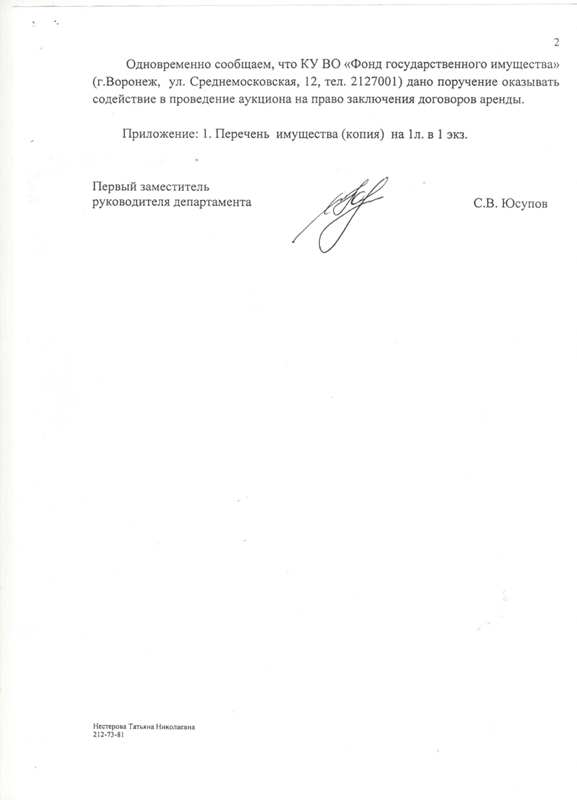 2
Одновременно сообщаем, что КУ ВО «Фонд государственного имущества»
(г.Воронеж, ул. Среднемосковская, 12, тел. 2127001) дано поручение оказывать
содействие в проведение аукциона на право заключения договоров аренды.
Приложение: 1. Перечень имущества (копия) на 1л. в 1 экз.
Первый заместитель
руководителя департамента
С.В. Юсупов
Нестерова Татьяна Николаевна
212-73-81